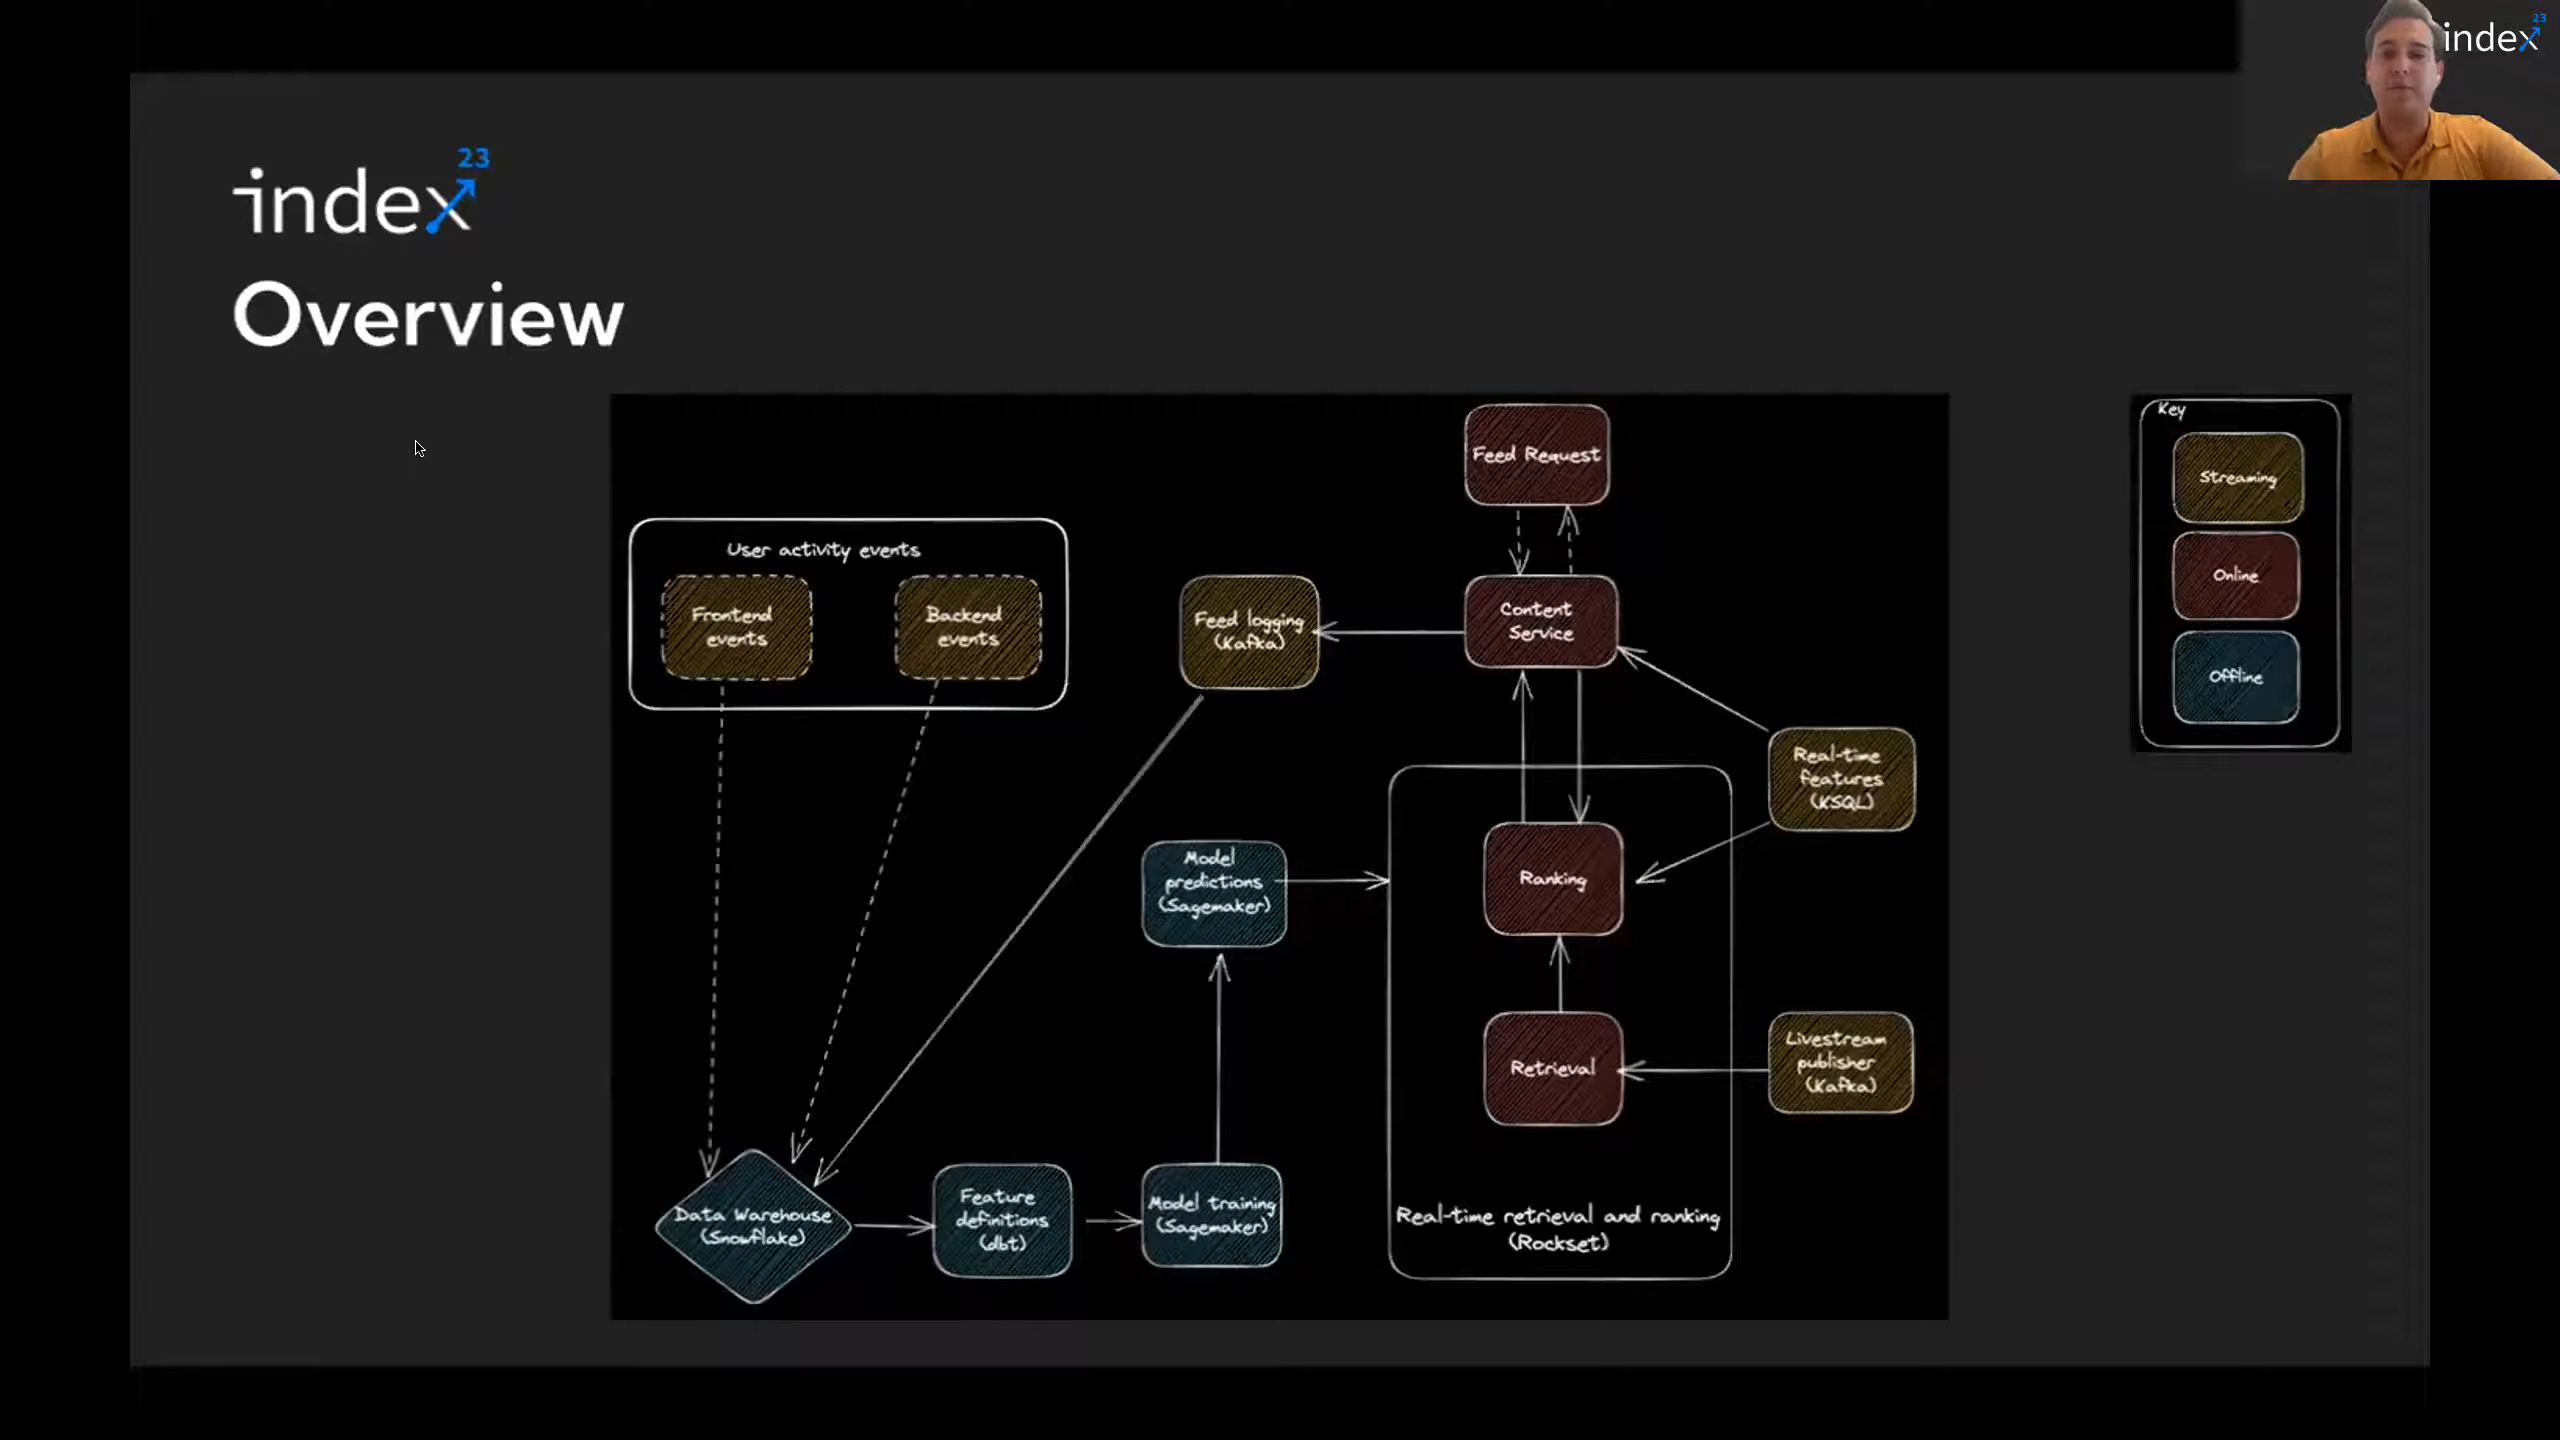 index 23
index 23
Overview
Key
Streaming
Online
Offline
Feed Request
User activity events
Frontend
events
Backend
events
Feed logging
(Kafka)
Content
Service
Real-time
features
(KSQL)
Model
predictions
(Sagemaker)
Ranking
Retrieval
Livestream
publisher
(Kafka)
Data Warehouse
(Snowflake)
Feature
definitions
(dbt)
Model training
(Sagemaker)
Real-time retrieval and ranking
(Rockset)